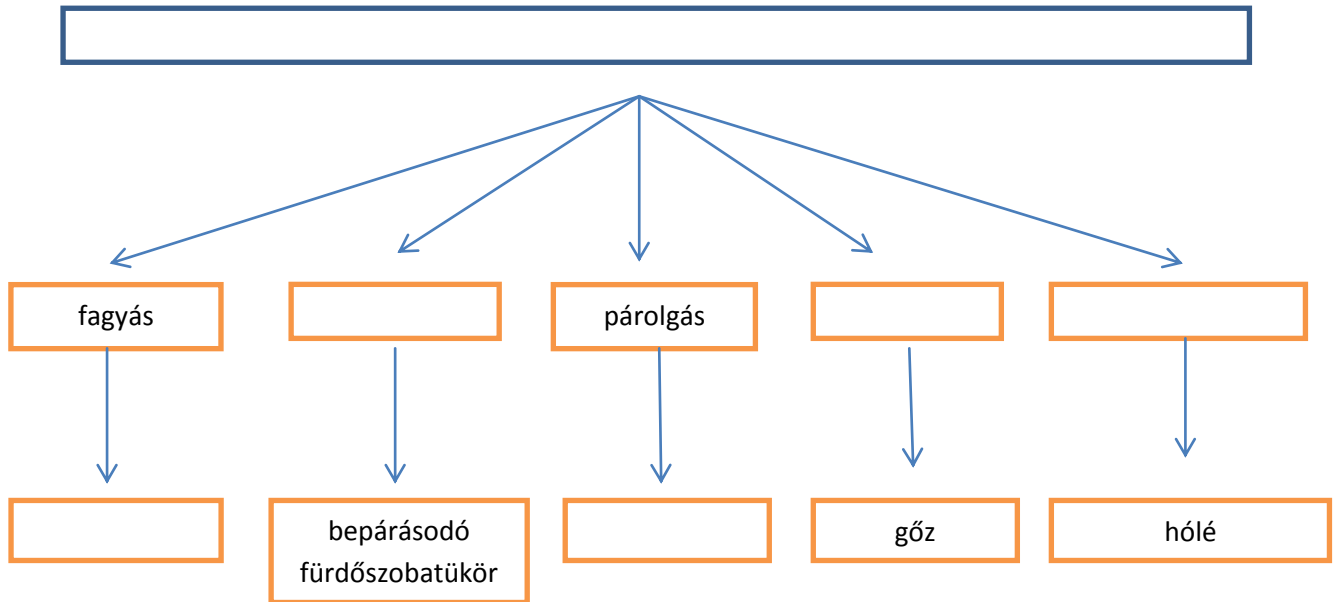 fagyás
párolgás
bepárásodó
fürdőszobatükör
gőz
hólé